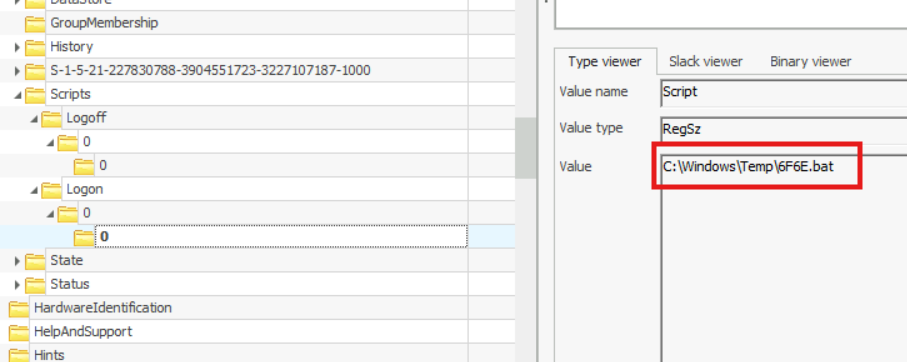 DataStore
GroupMembership
History
S-1-5-21-227830788-3904551723-3227107187-1000
Scripts
Logoff
0
0
Logon
0
0
State
Status
HardwareIdentification
HelpAndSupport
Hints
Type viewer Slack viewer Binary viewer
Value name Script
Value type RegSz
Value C:\Windows\Temp\6F6E.bat